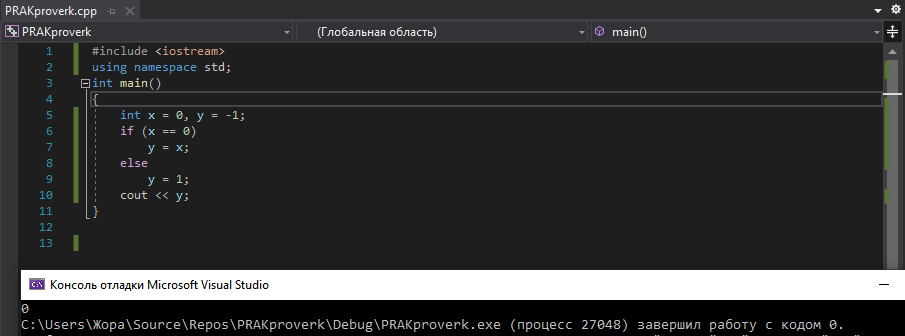 PRAKproverk.cpp
PRAKproverk (Глобальная область) main()
1 #include <iostream>
2 using namespace std;
3 int main()
4 {
5 int x = 0, y = -1;
6 if (x == 0)
7 y = x;
8 else
9 y = 1;
10 cout << y;
11 }
12
13
C:\ Консоль отладки Microsoft Visual Studio
0
C:\Users\Жора\Source\Repos\PRAKproverk\Debug\PRAKproverk.exe (процесс 27048) завершил работу с кодом 0.